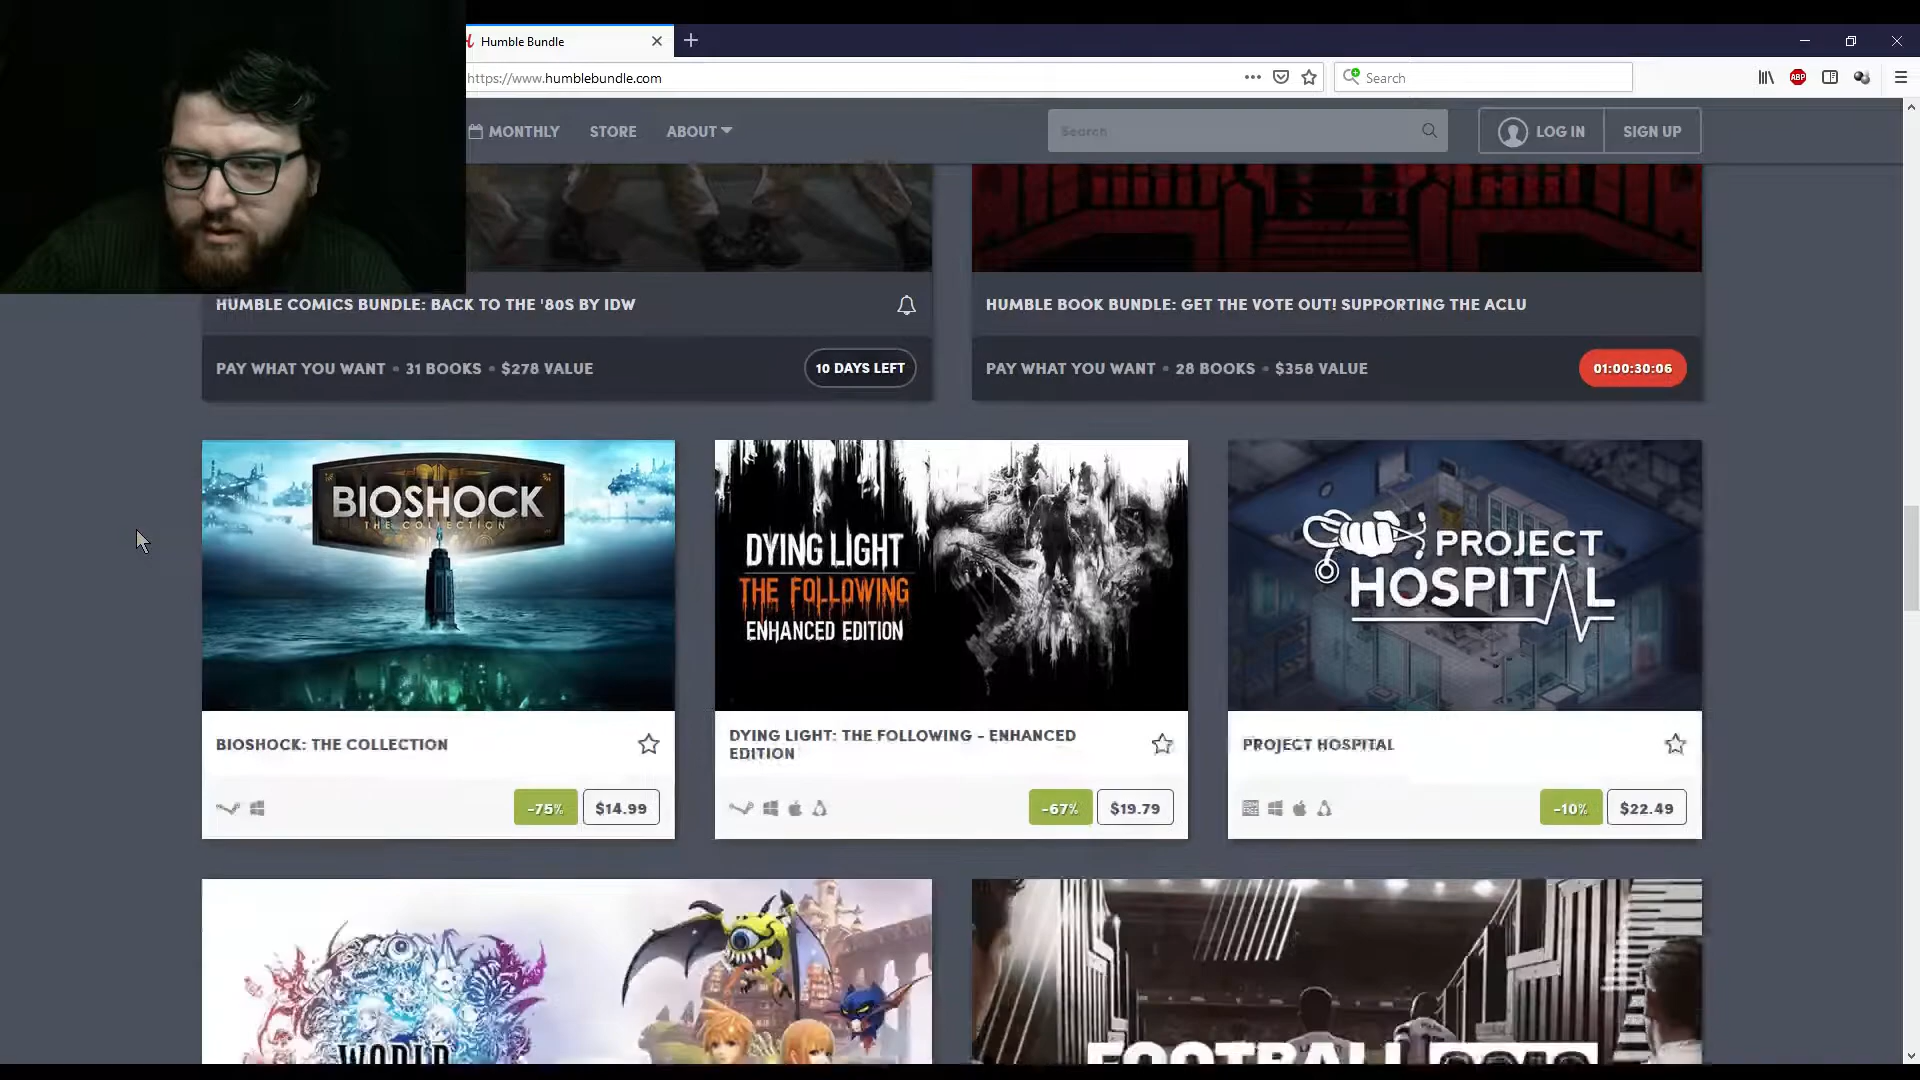 Humble Bundle
https://www.humblebundle.com
Search
MONTHLY
STORE
ABOUT
Search
LOG IN
SIGN UP
HUMBLE COMICS BUNDLE: BACK TO THE '80S BY IDW
PAY WHAT YOU WANT • 31 BOOKS • $278 VALUE
10 DAYS LEFT
HUMBLE BOOK BUNDLE: GET THE VOTE OUT! SUPPORTING THE ACLU
PAY WHAT YOU WANT • 28 BOOKS • $358 VALUE
01:00:30:06
BIOSHOCK
THE COLLECTION
BIOSHOCK: THE COLLECTION
-75%
$14.99
DYING LIGHT
THE FOLLOWING
ENHANCED EDITION
DYING LIGHT: THE FOLLOWING - ENHANCED
EDITION
-67%
$19.79
PROJECT
HOSPITAL
PROJECT HOSPITAL
-10%
$22.49
WORLD
FOOTBALL
ABP